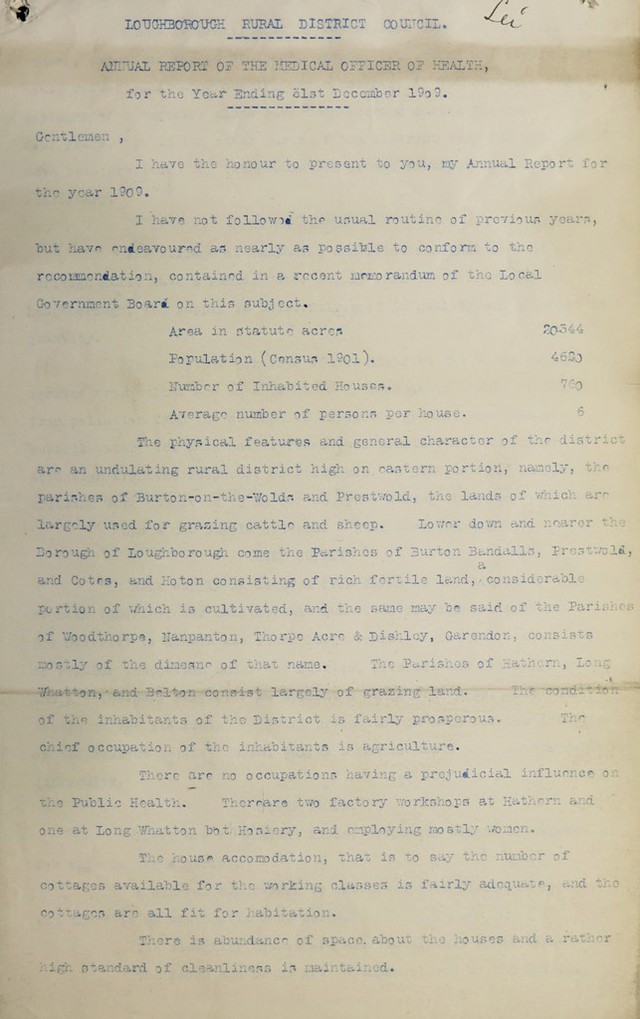 LOUGHBOROUGH RURAL DISTRICT COUNCIL.
Lei
ANNUAL REPORT OF THE MEDICAL OFFICER OF HEALTH,
for the Year Ending 31st December 1909.
Gentlemen ,
I have the honour to present to you, my Annual Report for
the year 1909.
I have not followed the usual routine of previous years,
but have endeavoured as nearly as possible to conform to the
recommendation, contained in a recent memorandum of the Local
Government Board on this subject.
Area in statute acres 20344
Population (Census 1901). 4620
Number of Inhabited Houses. 760
Average number of persons per house. 6
The physical features and general character of the district
are an undulating rural district high on eastern portion, namely, the
parishes of Burton-on-the-Wolds and Prestwold, the lands of which are
largely used for grazing cattle and sheep. Lower down and nearer the
Borough of Loughborough come the Parishes of Burton Bandalls, Prestwold,
a
and Cotes, and Hoton consisting of rich fertile land, considerable
portion of which is cultivated, and the same may be said of the Parishes
of Woodthorpe, Nanpanton, Thorpe Acre & Dishley, Garendon, consists
mostly of the dimesne of that name. The Parishes of Hathern, Long
Whatton, and Belton consist largely of grazing land. The condition
of the inhabitants of the District is fairly prosperous. The
chief occupation of the inhabitants is agriculture.
There are no occupations having a prejudicial influence on
the Public Health. Thereare two factory workshops at Hathern and
one at Long Whatton bot Hosiery, and employing mostly women.
The house accomodation, that is to say the number of
cottages available for the working classes is fairly adequate, and the
cottages are all fit for habitation.
There is abundance of space about the houses and a rather
high standard of cleanliness is maintained.